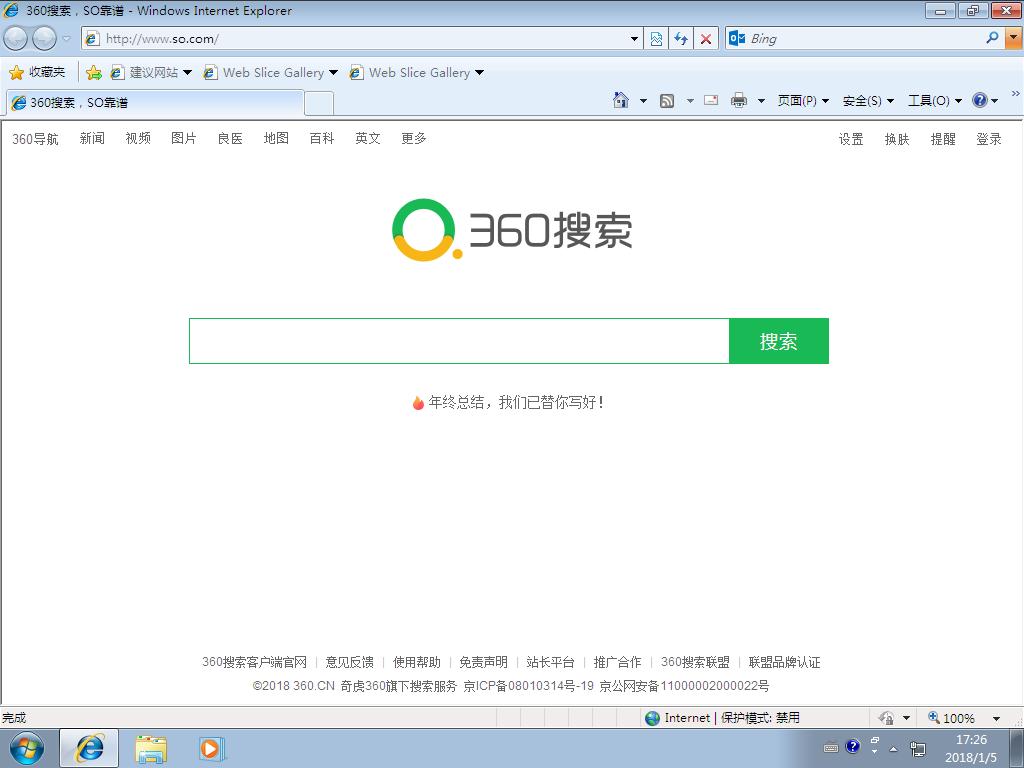 360搜索，SO靠谱 - Windows Internet Explorer
http://www.so.com/
Bing
收藏夹 建议网站 Web Slice Gallery Web Slice Gallery
360搜索，SO靠谱 页面(P) 安全(S) 工具(O) »
360导航 新闻 视频 图片 良医 地图 百科 英文 更多 设置 换肤 提醒 登录
360搜索
搜索
年终总结，我们已替你写好！
360搜索客户端官网 | 意见反馈 | 使用帮助 | 免责声明 | 站长平台 | 推广合作 | 360搜索联盟 | 联盟品牌认证
©2018 360.CN 奇虎360旗下搜索服务 京ICP备08010314号-19 京公网安备11000002000022号
完成 Internet | 保护模式: 禁用 100%
17:26
2018/1/5